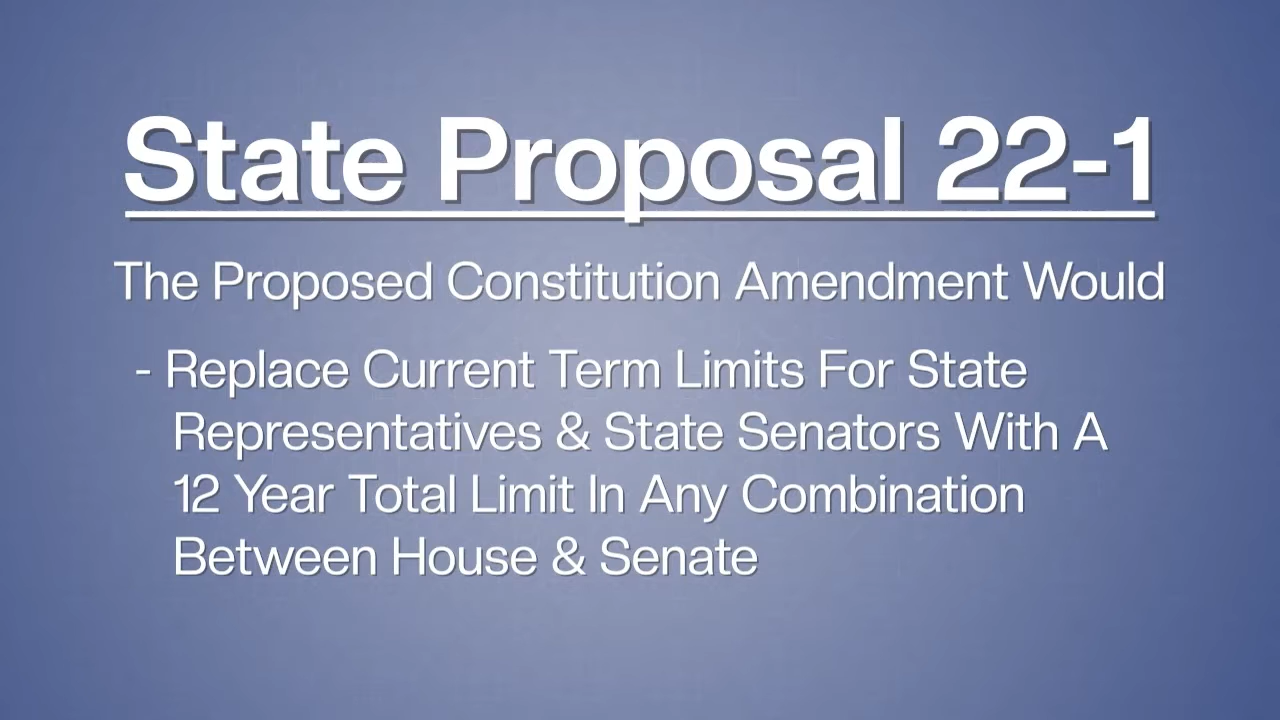 State Proposal 22-1
The Proposed Constitution Amendment Would
- Replace Current Term Limits For State
Representatives & State Senators With A
12 Year Total Limit In Any Combination
Between House & Senate